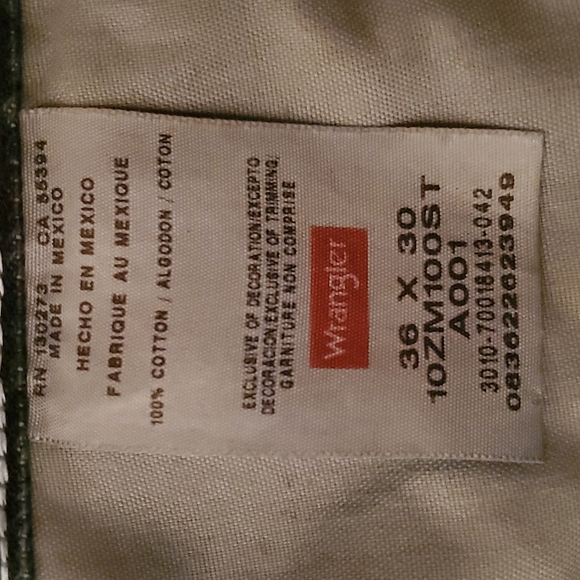 RN 130273 CA 55394
MADE IN MEXICO
HECHO EN MEXICO
FABRIQUE AU MEXIQUE
100% COTTON / ALGODON / COTON
EXCLUSIVE OF DECORATION/EXCEPTO
DECORACION/EXCLUSIVE OF TRIMMING,
GARNITURE NON COMPRISE
Wrangler
36 X 30
10ZM100ST
A001
3010-70018413-042
083622623949